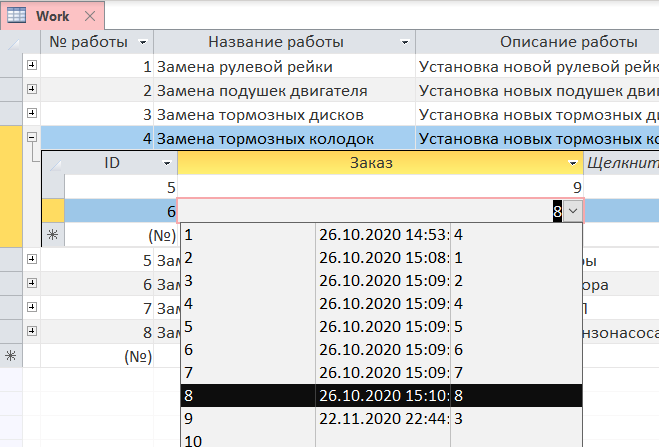 Work
№ работы Название работы Описание работы
1 Замена рулевой рейки Установка новой рулевой рейк
2 Замена подушек двигателя Установка новых подушек дви
3 Замена тормозных дисков Установка новых тормозных ди
4 Замена тормозных колодок Установка новых тормозных ко
ID Заказ Щелкнит
5 9
6 8
(№)
1 26.10.2020 14:53: 4
2 26.10.2020 15:08: 1
3 26.10.2020 15:09: 2
4 26.10.2020 15:09: 4
5 26.10.2020 15:09: 5
6 26.10.2020 15:09: 6
7 26.10.2020 15:09: 7
8 26.10.2020 15:10: 8
9 22.11.2020 22:44: 3
10
5 Зам ры
6 Зам ора
7 Зам
8 Зам нзонасоса
(№)